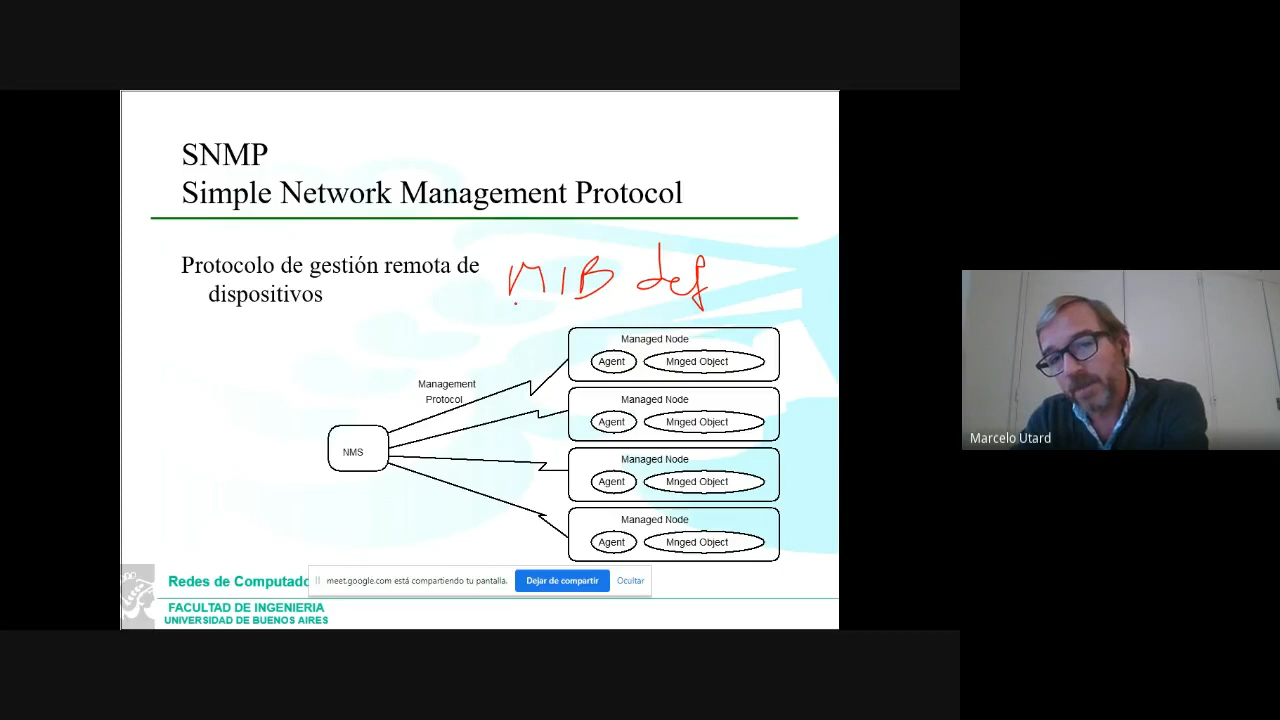 SNMP
Simple Network Management Protocol
Protocolo de gestión remota de
dispositivos
MIB def
Managed Node
Agent Mnged Object
Management
Protocol
Managed Node
Agent Mnged Object
NMS
Managed Node
Agent Mnged Object
Managed Node
Agent Mnged Object
Redes de Computado
meet.google.com está compartiendo tu pantalla. Dejar de compartir Ocultar
FACULTAD DE INGENIERIA
UNIVERSIDAD DE BUENOS AIRES
Marcelo Utard